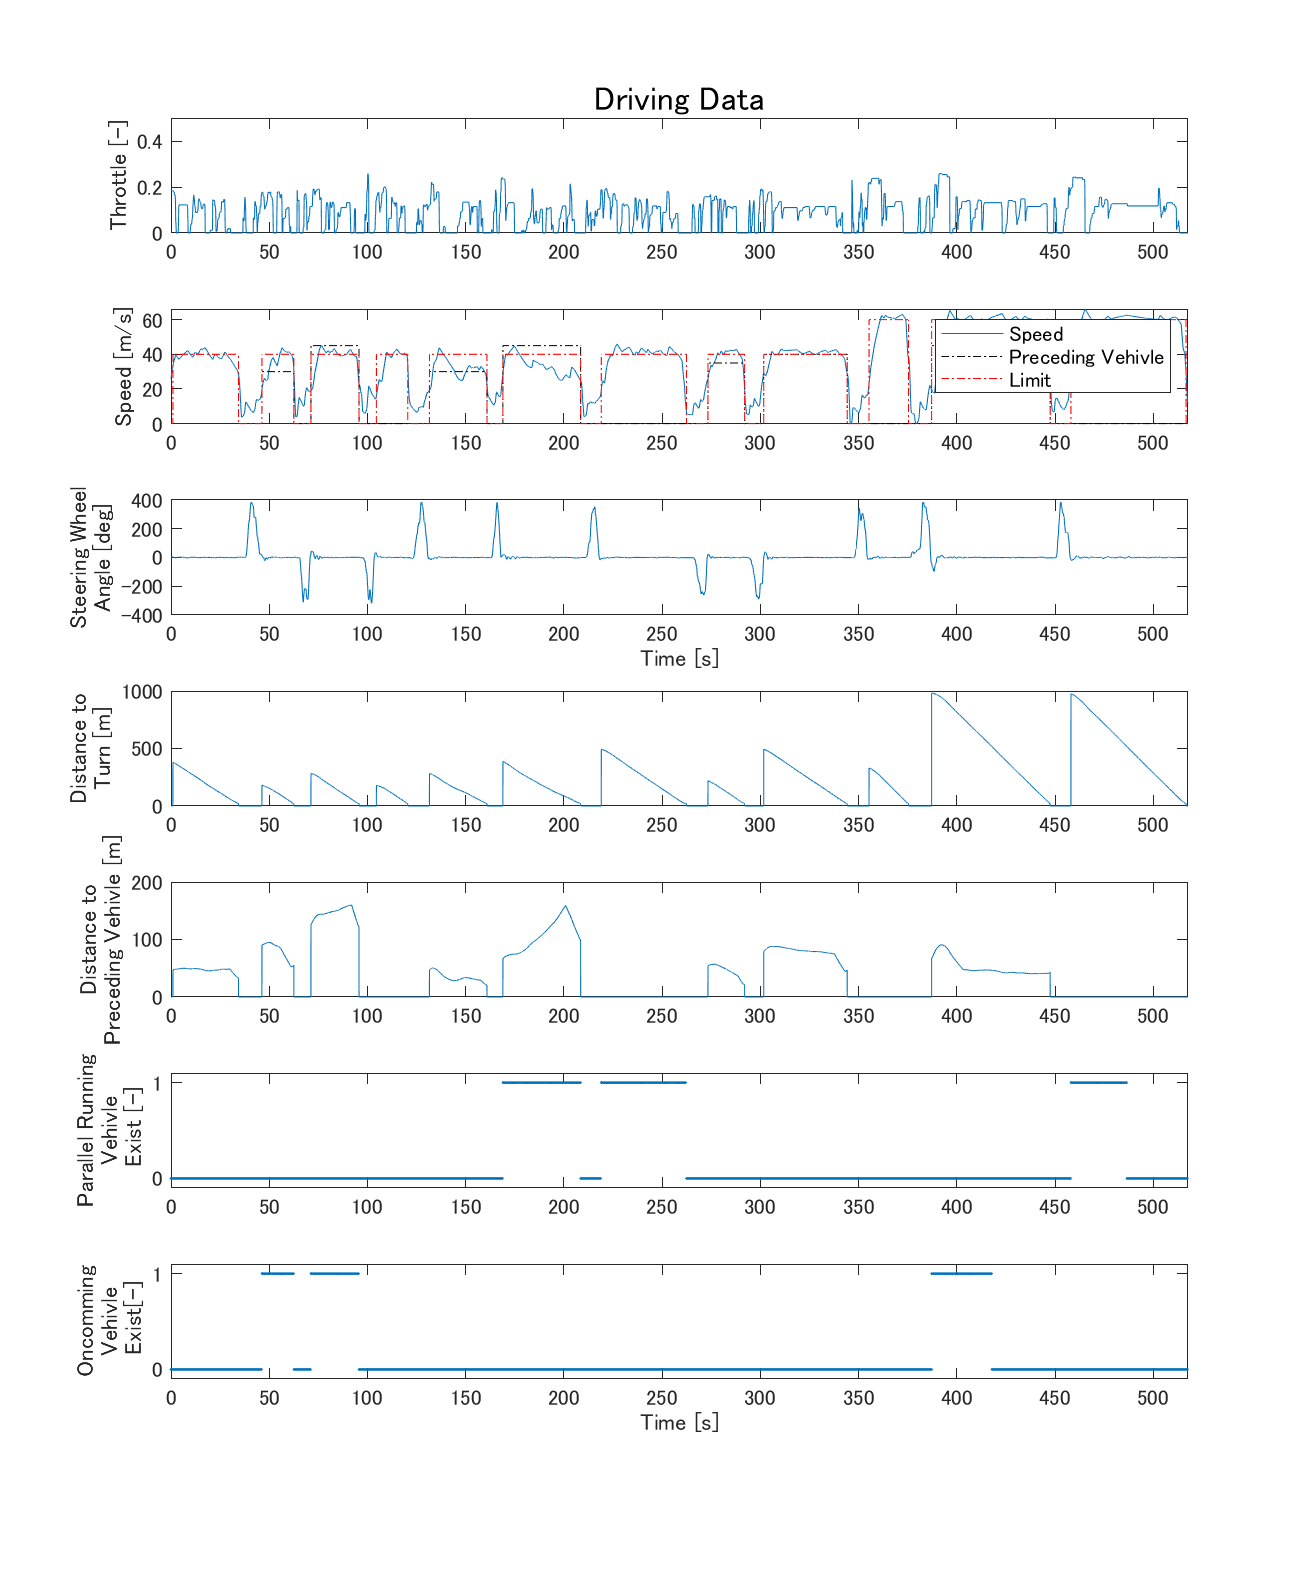 Driving Data
Throttle [-]
0.4
0.2
0
0 50 100 150 200 250 300 350 400 450 500
Speed [m/s]
60
40
20
0
Speed
Preceding Vehivle
Limit
0 50 100 150 200 250 300 350 400 450 500
Steering Wheel
Angle [deg]
400
200
0
-200
-400
0 50 100 150 200 250 300 350 400 450 500
Time [s]
Distance to
Turn [m]
1000
500
0
0 50 100 150 200 250 300 350 400 450 500
Distance to
Preceding Vehivle [m]
200
100
0
0 50 100 150 200 250 300 350 400 450 500
Parallel Running
Vehivle
Exist [-]
1
0
0 50 100 150 200 250 300 350 400 450 500
Oncomming
Vehivle
Exist[-]
1
0
0 50 100 150 200 250 300 350 400 450 500
Time [s]